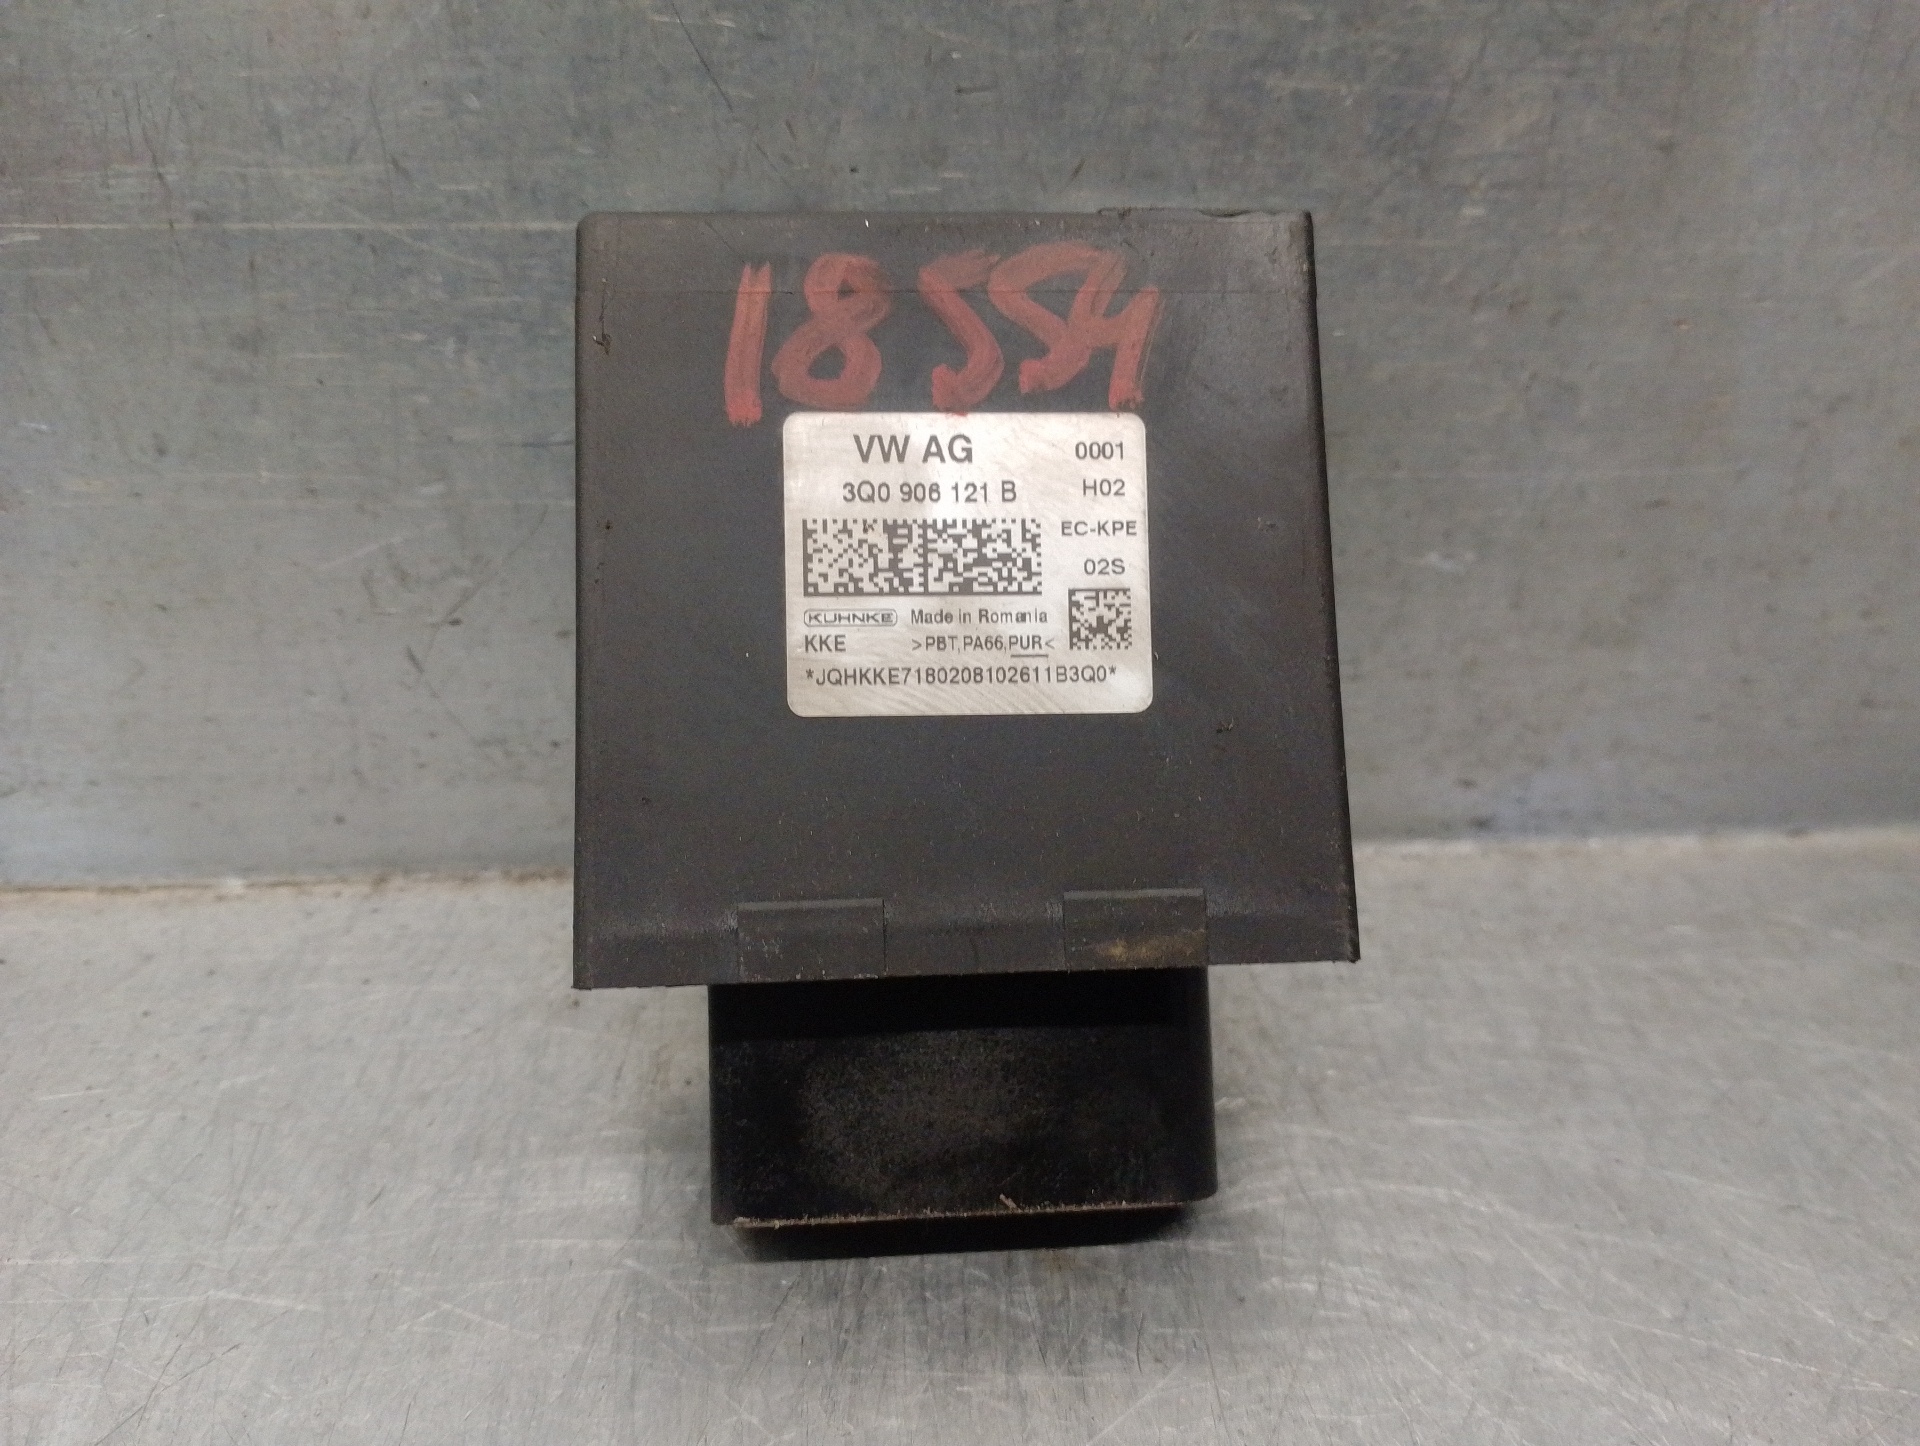 18554
VW AG 0001
3Q0 906 121 B H02
EC-KPE
02S
KUHNKE Made in Romania
KKE >PBT,PA66,PUR<
*JQHKKE7180208102611B3Q0*